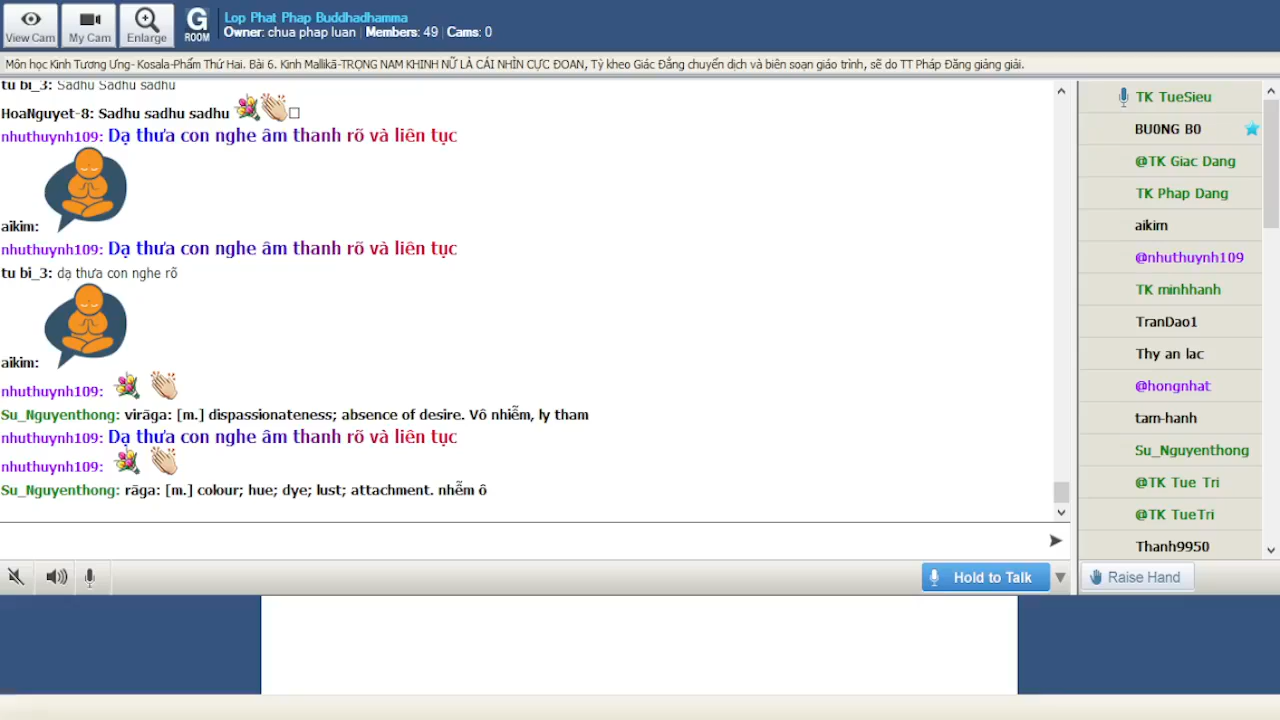 View Cam
My Cam
Enlarge
G
ROOM
Lop Phat Phap Buddhadhamma
Owner: chua phap luan Members: 49 Cams: 0
Môn học Kinh Tương Ưng- Kosala-Phẩm Thứ Hai. Bài 6. Kinh Mallikā-TRỌNG NAM KHINH NỮ LÀ CÁI NHÌN CỰC ĐOAN, Tỳ kheo Giác Đẳng chuyển dịch và biên soạn giáo trình, sẽ do TT Pháp Đăng giảng giải.
tu bi_3: Sadhu Sadhu sadhu
HoaNguyet-8: Sadhu sadhu sadhu
nhuthuynh109: Dạ thưa con nghe âm thanh rõ và liên tục
aikim:
nhuthuynh109: Dạ thưa con nghe âm thanh rõ và liên tục
tu bi_3: dạ thưa con nghe rõ
aikim:
nhuthuynh109:
Su_Nguyenthong: virāga: [m.] dispassionateness; absence of desire. Vô nhiễm, ly tham
nhuthuynh109: Dạ thưa con nghe âm thanh rõ và liên tục
nhuthuynh109:
Su_Nguyenthong: rāga: [m.] colour; hue; dye; lust; attachment. nhễm ô
TK TueSieu
BU0NG B0
@TK Giac Dang
TK Phap Dang
aikim
@nhuthuynh109
TK minhhanh
TranDao1
Thy an lac
@hongnhat
tam-hanh
Su_Nguyenthong
@TK Tue Tri
@TK TueTri
Thanh9950
Hold to Talk
Raise Hand